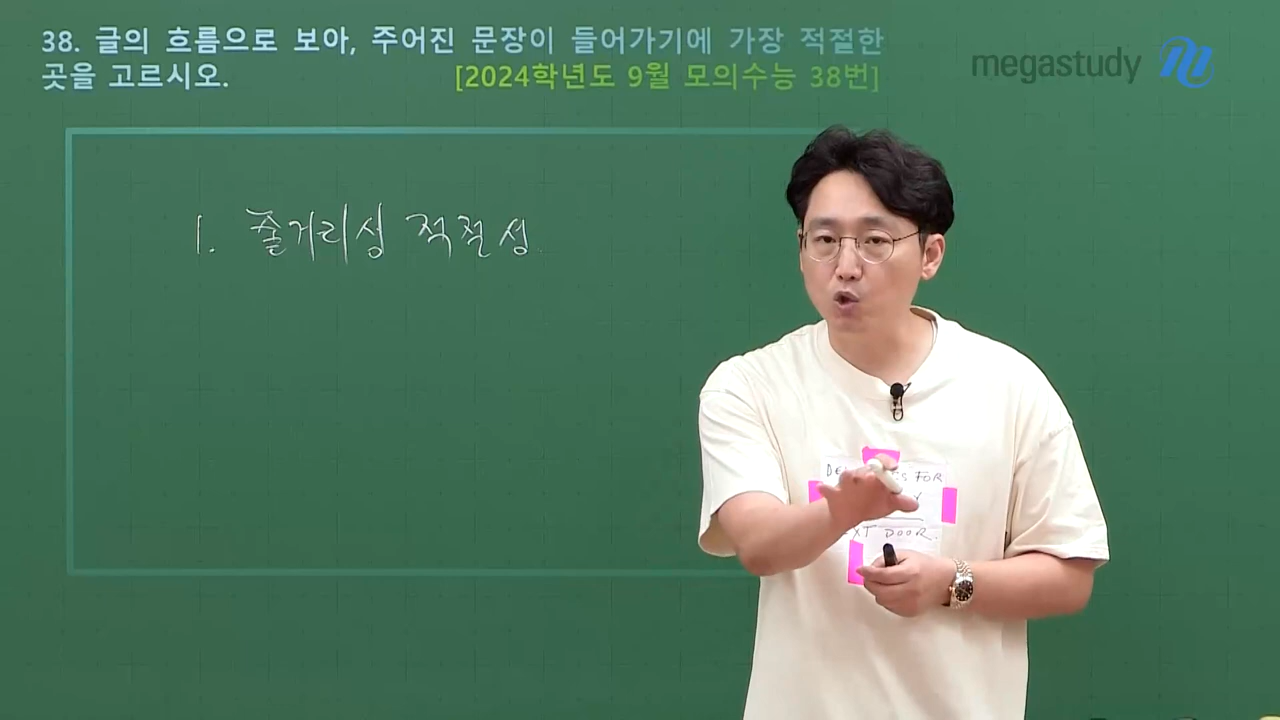 38. 글의 흐름으로 보아, 주어진 문장이 들어가기에 가장 적절한
곳을 고르시오. [2024학년도 9월 모의수능 38번]
megastudy
1. 줄거리성 적절성
FOR
DOOR.